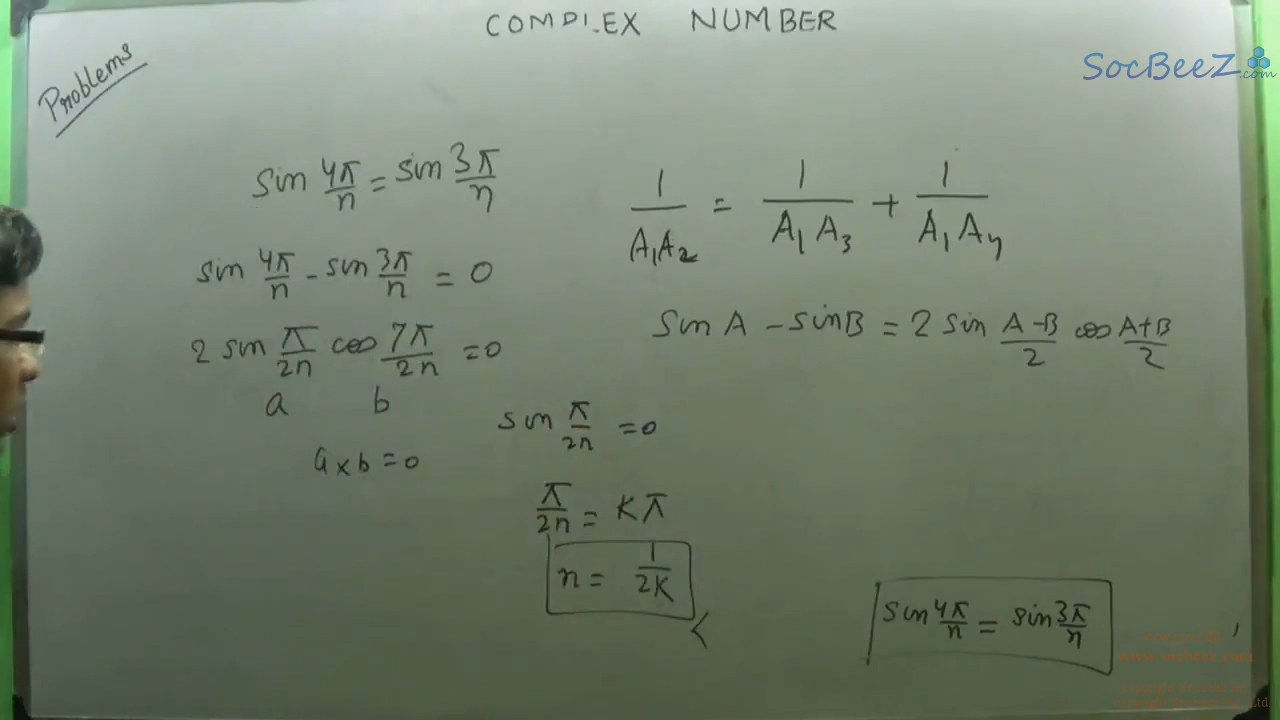 COMPLEX NUMBER
SocBeeZ.com
Problems
sin 4π/n = sin 3π/n
1/A₁A₂ = 1/A₁A₃ + 1/A₁A₄
sin 4π/n - sin 3π/n = 0
sin A - sin B = 2 sin A-B/2 cos A+B/2
2 sin π/2n cos 7π/2n = 0
a b
sin π/2n = 0
a x b = 0
π/2n = Kπ
n = 1/2K
<
sin 4π/n = sin 3π/n